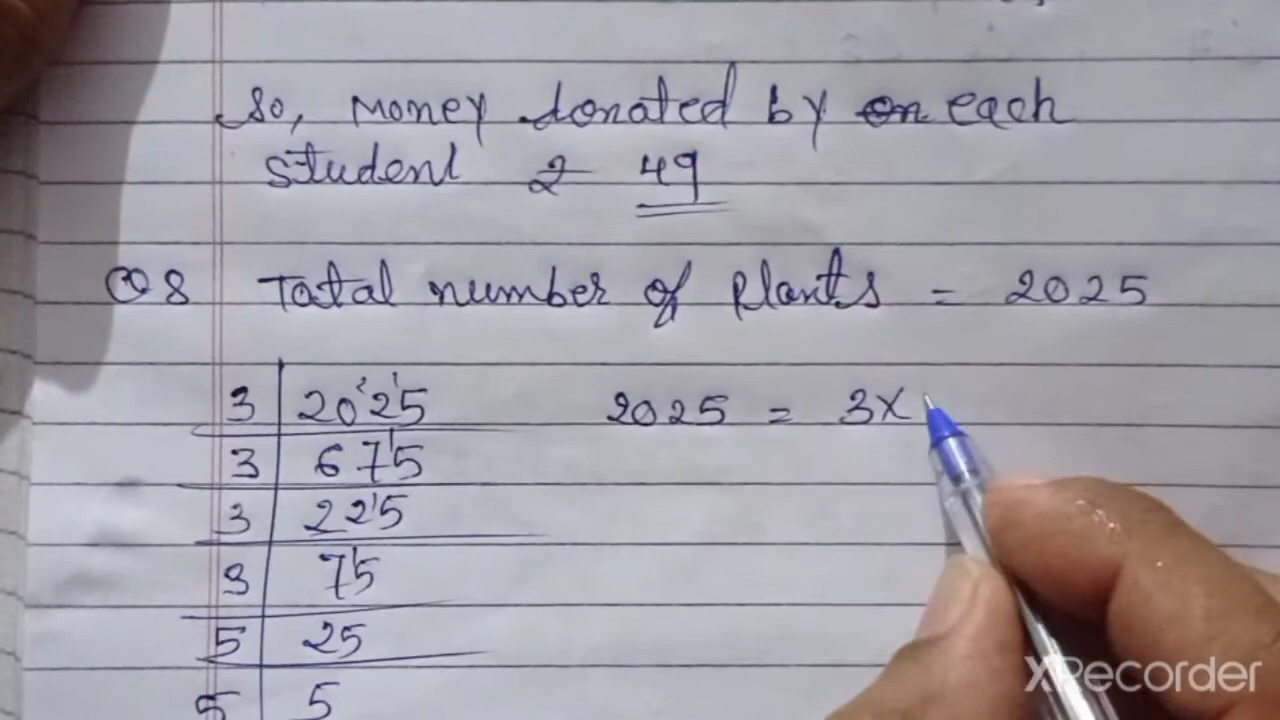 So, Money donated by on each
student = 49
Q8 Total number of Plants = 2025
3 2025 2025 = 3x
3 675
3 225
3 75
5 25
5 5
XRecorder